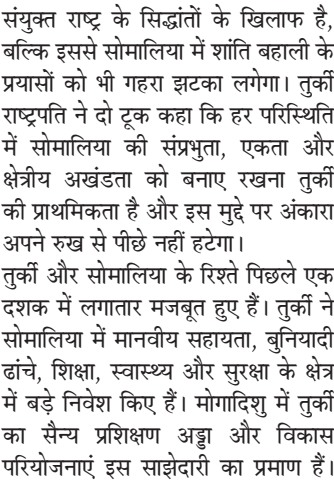 संयुक्त राष्ट्र के सिद्धांतों के खिलाफ है,
बल्कि इससे सोमालिया में शांति बहाली के
प्रयासों को भी गहरा झटका लगेगा। तुर्की
राष्ट्रपति ने दो टूक कहा कि हर परिस्थिति
में सोमालिया की संप्रभुता, एकता और
क्षेत्रीय अखंडता को बनाए रखना तुर्की
की प्राथमिकता है और इस मुद्दे पर अंकारा
अपने रुख से पीछे नहीं हटेगा।
तुर्की और सोमालिया के रिश्ते पिछले एक
दशक में लगातार मजबूत हुए हैं। तुर्की ने
सोमालिया में मानवीय सहायता, बुनियादी
ढांचे, शिक्षा, स्वास्थ्य और सुरक्षा के क्षेत्र
में बड़े निवेश किए हैं। मोगादिशु में तुर्की
का सैन्य प्रशिक्षण अड्डा और विकास
परियोजनाएं इस साझेदारी का प्रमाण हैं।